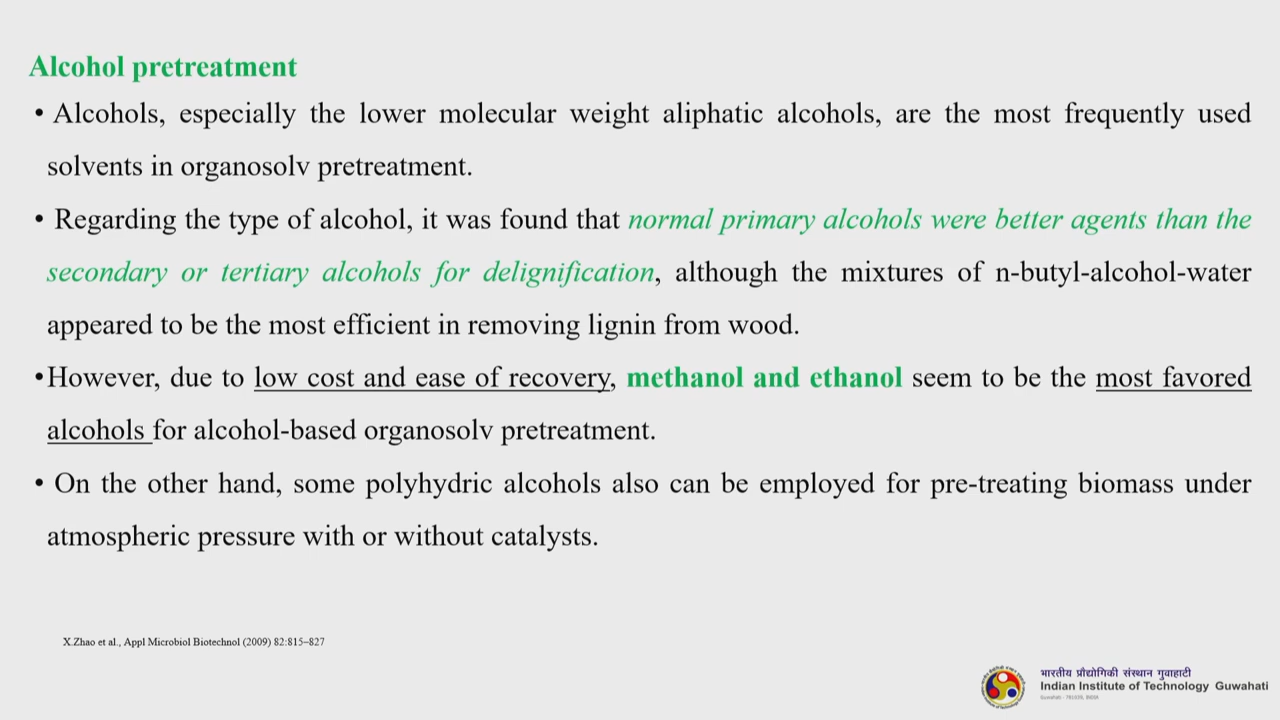 Alcohol pretreatment
• Alcohols, especially the lower molecular weight aliphatic alcohols, are the most frequently used
solvents in organosolv pretreatment.
• Regarding the type of alcohol, it was found that normal primary alcohols were better agents than the
secondary or tertiary alcohols for delignification, although the mixtures of n-butyl-alcohol-water
appeared to be the most efficient in removing lignin from wood.
•However, due to low cost and ease of recovery, methanol and ethanol seem to be the most favored
alcohols for alcohol-based organosolv pretreatment.
• On the other hand, some polyhydric alcohols also can be employed for pre-treating biomass under
atmospheric pressure with or without catalysts.
X.Zhao et al., Appl Microbiol Biotechnol (2009) 82:815–827
भारतीय प्रौद्योगिकी संस्थान गुवाहाटी
Indian Institute of Technology Guwahati
Guwahati - 781039, INDIA